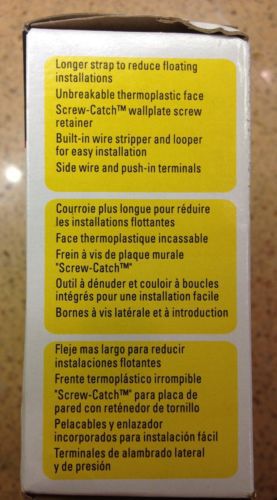 Longer strap to reduce floating
installations
Unbreakable thermoplastic face
Screw-Catch™ wallplate screw
retainer
Built-in wire stripper and looper
for easy installation
Side wire and push-in terminals
Courroie plus longue pour réduire
les installations flottantes
Face thermoplastique incassable
Frein à vis de plaque murale
"Screw-Catch™"
Outil à dénuder et couloir à boucles
intégrés pour une installation facile
Bornes à vis latérale et à introduction
Fleje mas largo para reducir
instalaciones flotantes
Frente termoplástico irrompible
"Screw-Catch™ para placa de
pared con reténedor de tornillo
Pelacables y enlazador
incorporados para instalación fácil
Terminales de alambrado lateral
y de presión